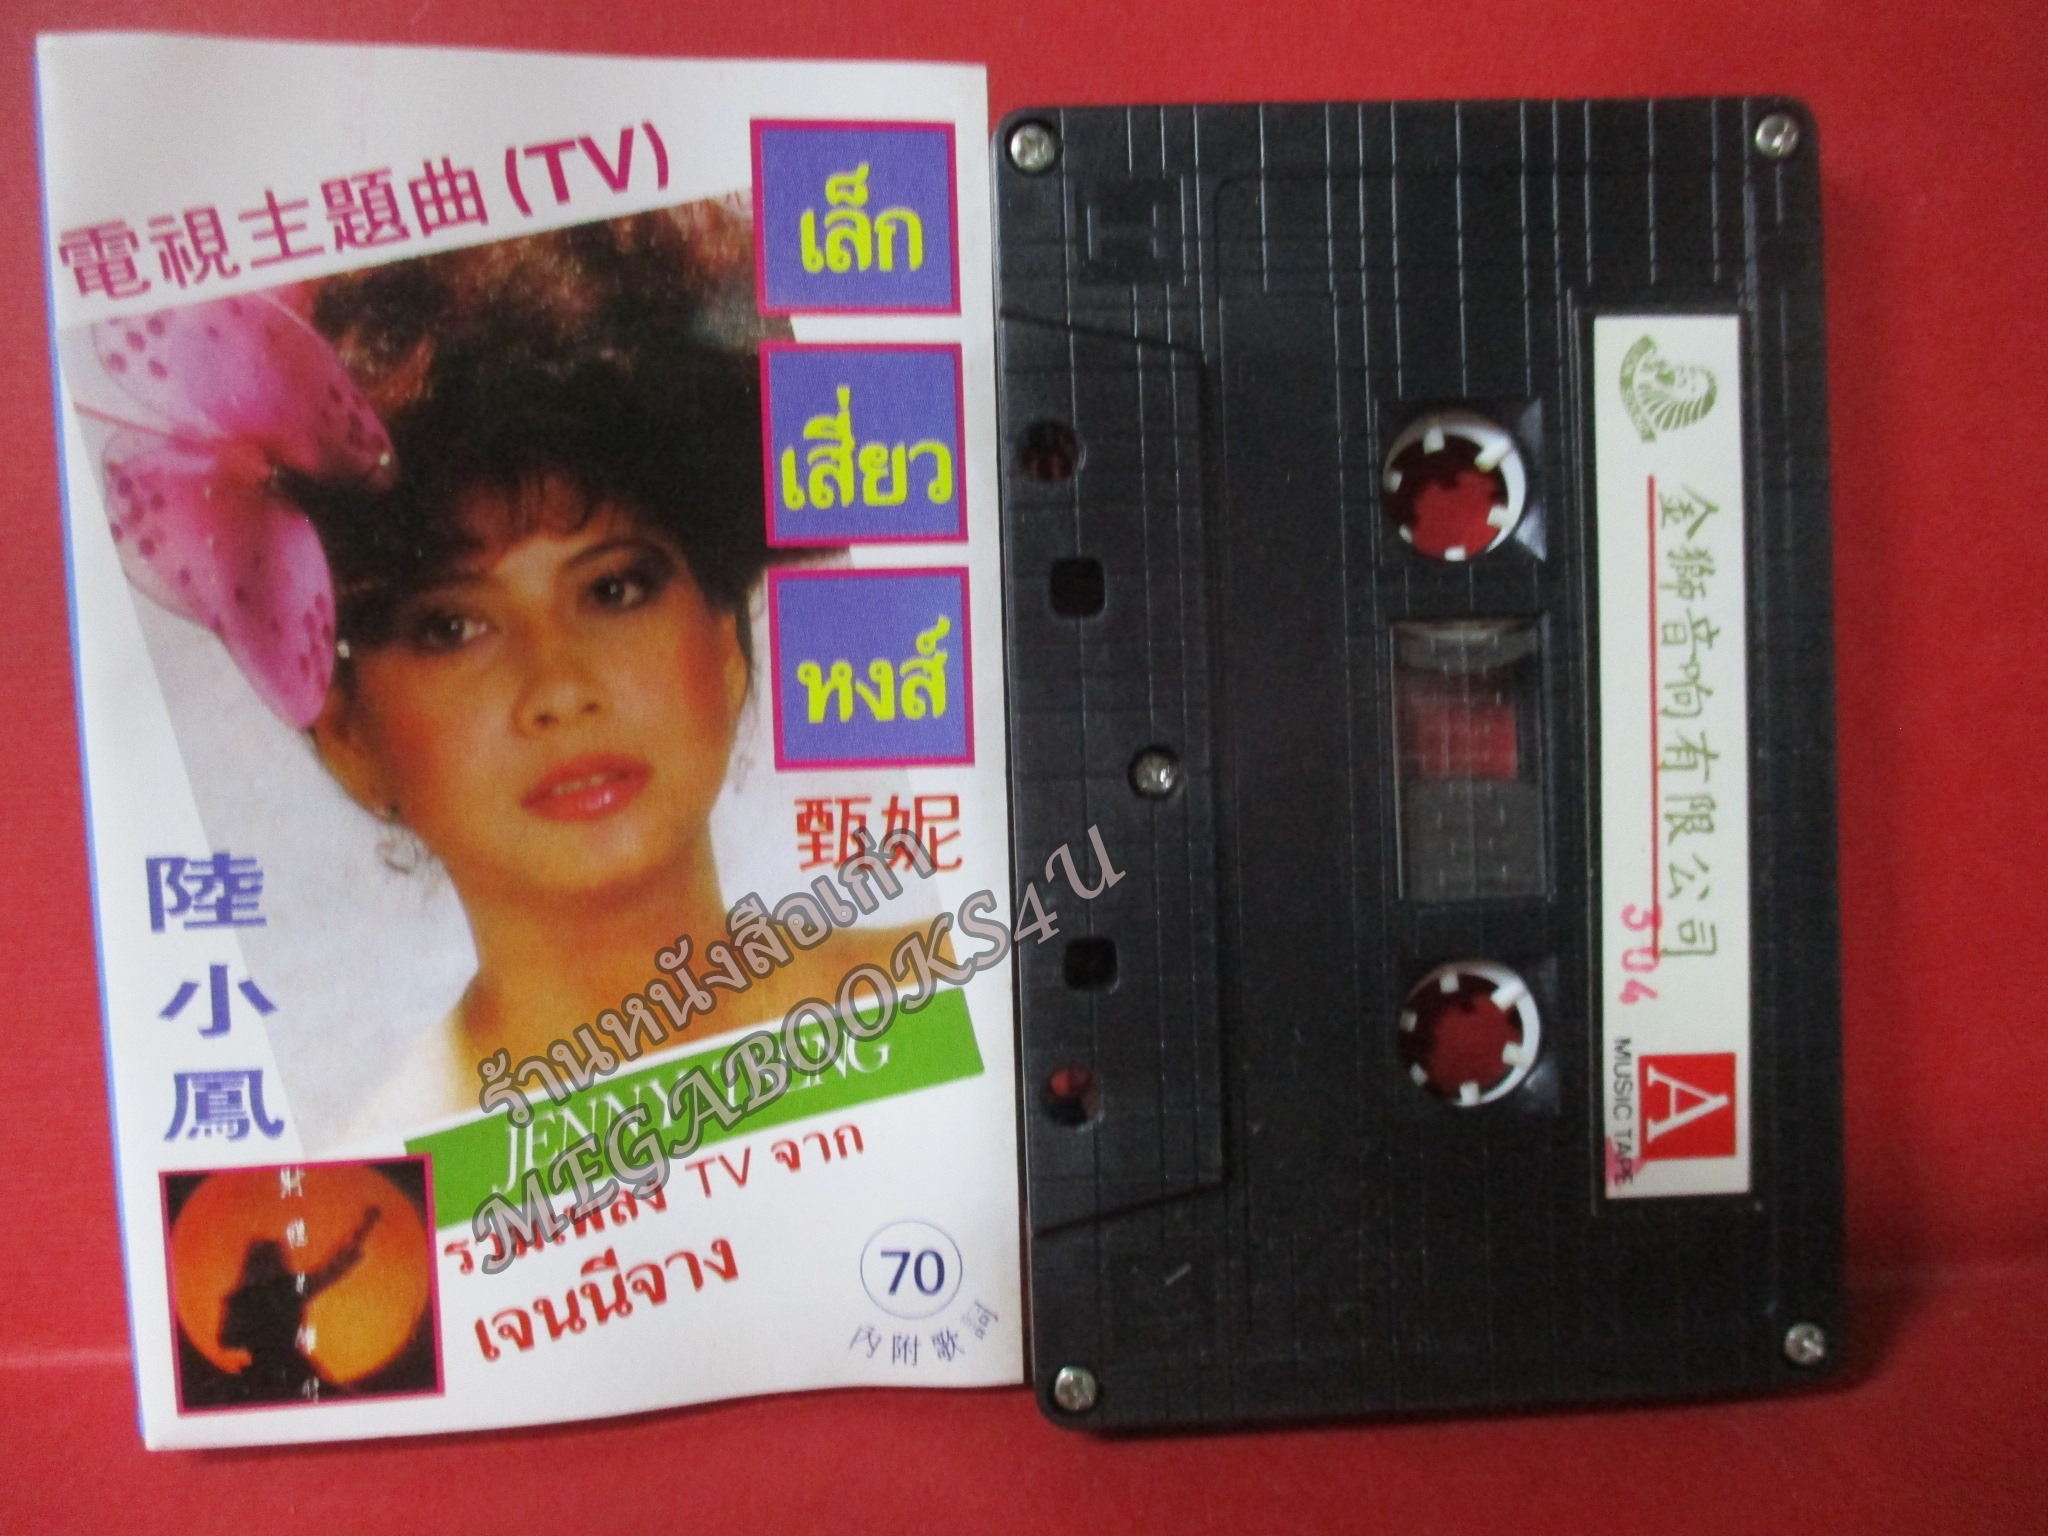 電視主題曲 (TV)
เล็ก
เสี่ยว
หงส์
甄妮
陸小鳳
JENNY TSENG
รวมเพลง TV จาก
เจนนีจาง
70
內附歌詞
ร้านหนังสือเก่า
MEGABOOKS4U
金獅音响有限公司
304
A
MUSIC TAPE